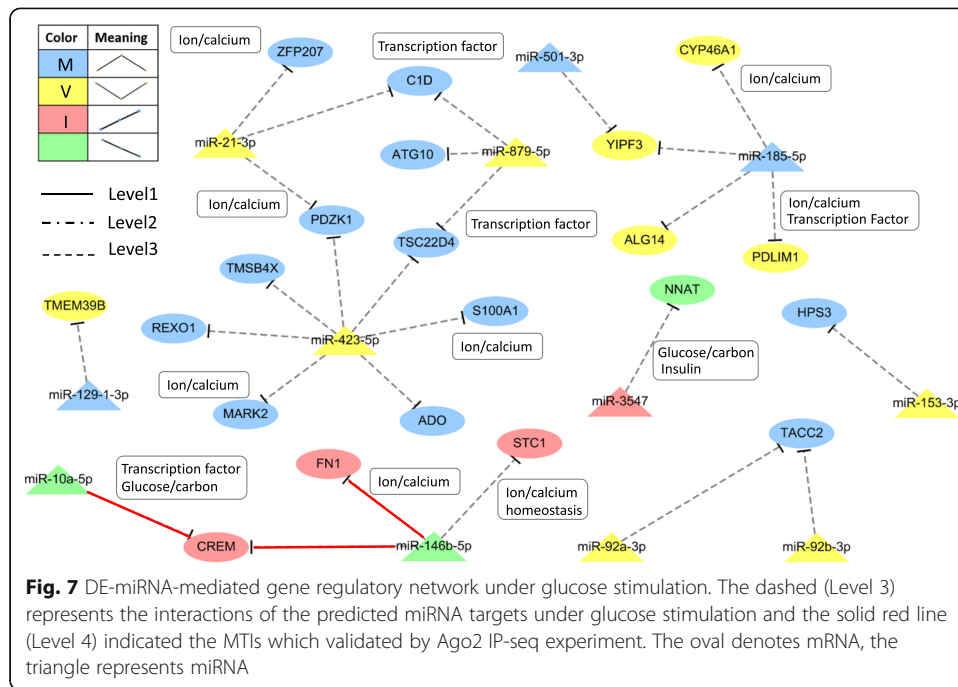 Color Meaning
M
V
I
Level1
Level2
Level3
Ion/calcium
ZFP207
Transcription factor
C1D
miR-501-3p
CYP46A1
Ion/calcium
miR-21-3p
ATG10
miR-879-5p
YIPF3
miR-185-5p
Ion/calcium
PDZK1
Transcription factor
TSC22D4
Ion/calcium
Transcription Factor
ALG14
PDLIM1
TMSB4X
NNAT
TMEM39B
REXO1
S100A1
HPS3
miR-423-5p
Ion/calcium
Glucose/carbon
Insulin
Ion/calcium
miR-129-1-3p
MARK2
ADO
miR-3547
miR-153-3p
STC1
TACC2
Transcription factor
Glucose/carbon
miR-10a-5p
FN1
Ion/calcium
Ion/calcium
homeostasis
CREM
miR-146b-5p
miR-92a-3p
miR-92b-3p
Fig. 7 DE-miRNA-mediated gene regulatory network under glucose stimulation. The dashed (Level 3)
represents the interactions of the predicted miRNA targets under glucose stimulation and the solid red line
(Level 4) indicated the MTIs which validated by Ago2 IP-seq experiment. The oval denotes mRNA, the
triangle represents miRNA